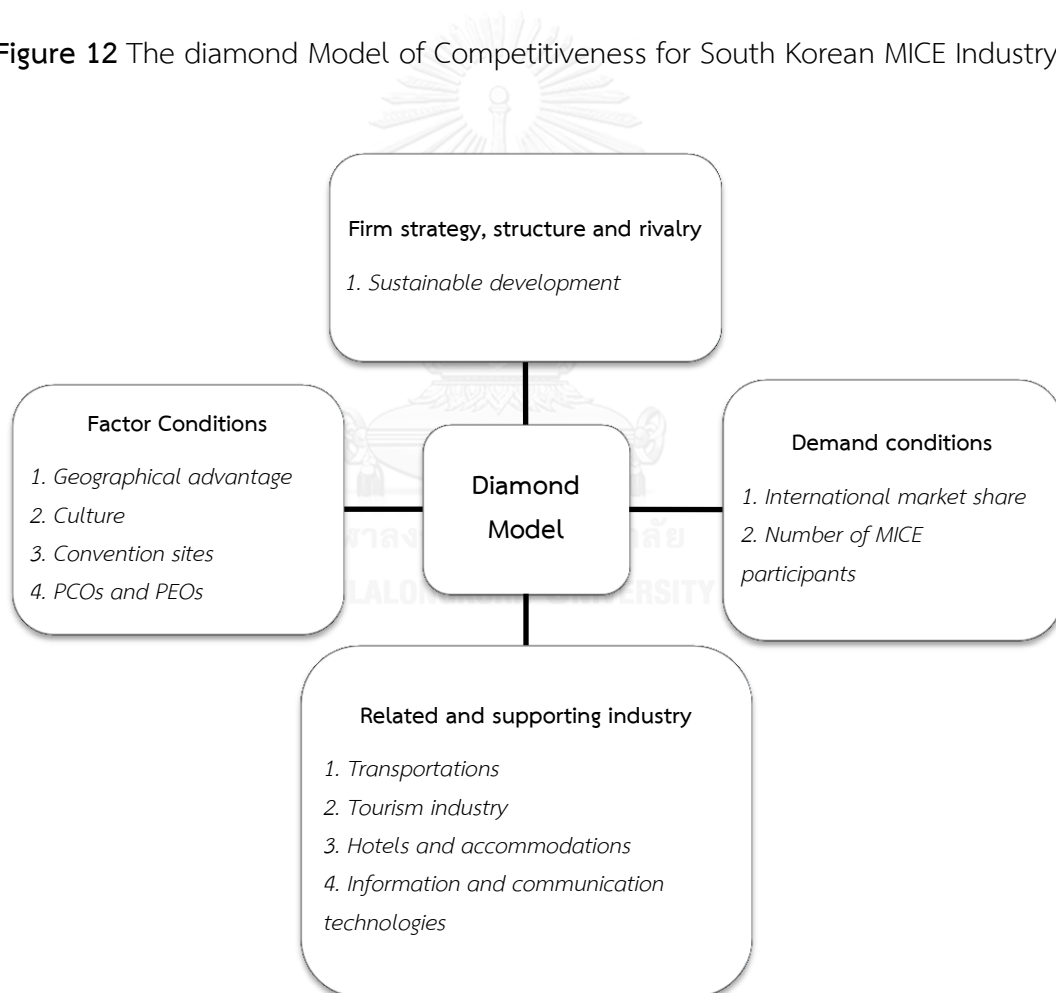 Figure 12 The diamond Model of Competitiveness for South Korean MICE Industry
Firm strategy, structure and rivalry
1. Sustainable development
Factor Conditions
1. Geographical advantage
2. Culture
3. Convention sites
4. PCOs and PEOs
Diamond
Model
Demand conditions
1. International market share
2. Number of MICE
participants
Related and supporting industry
1. Transportations
2. Tourism industry
3. Hotels and accommodations
4. Information and communication
technologies